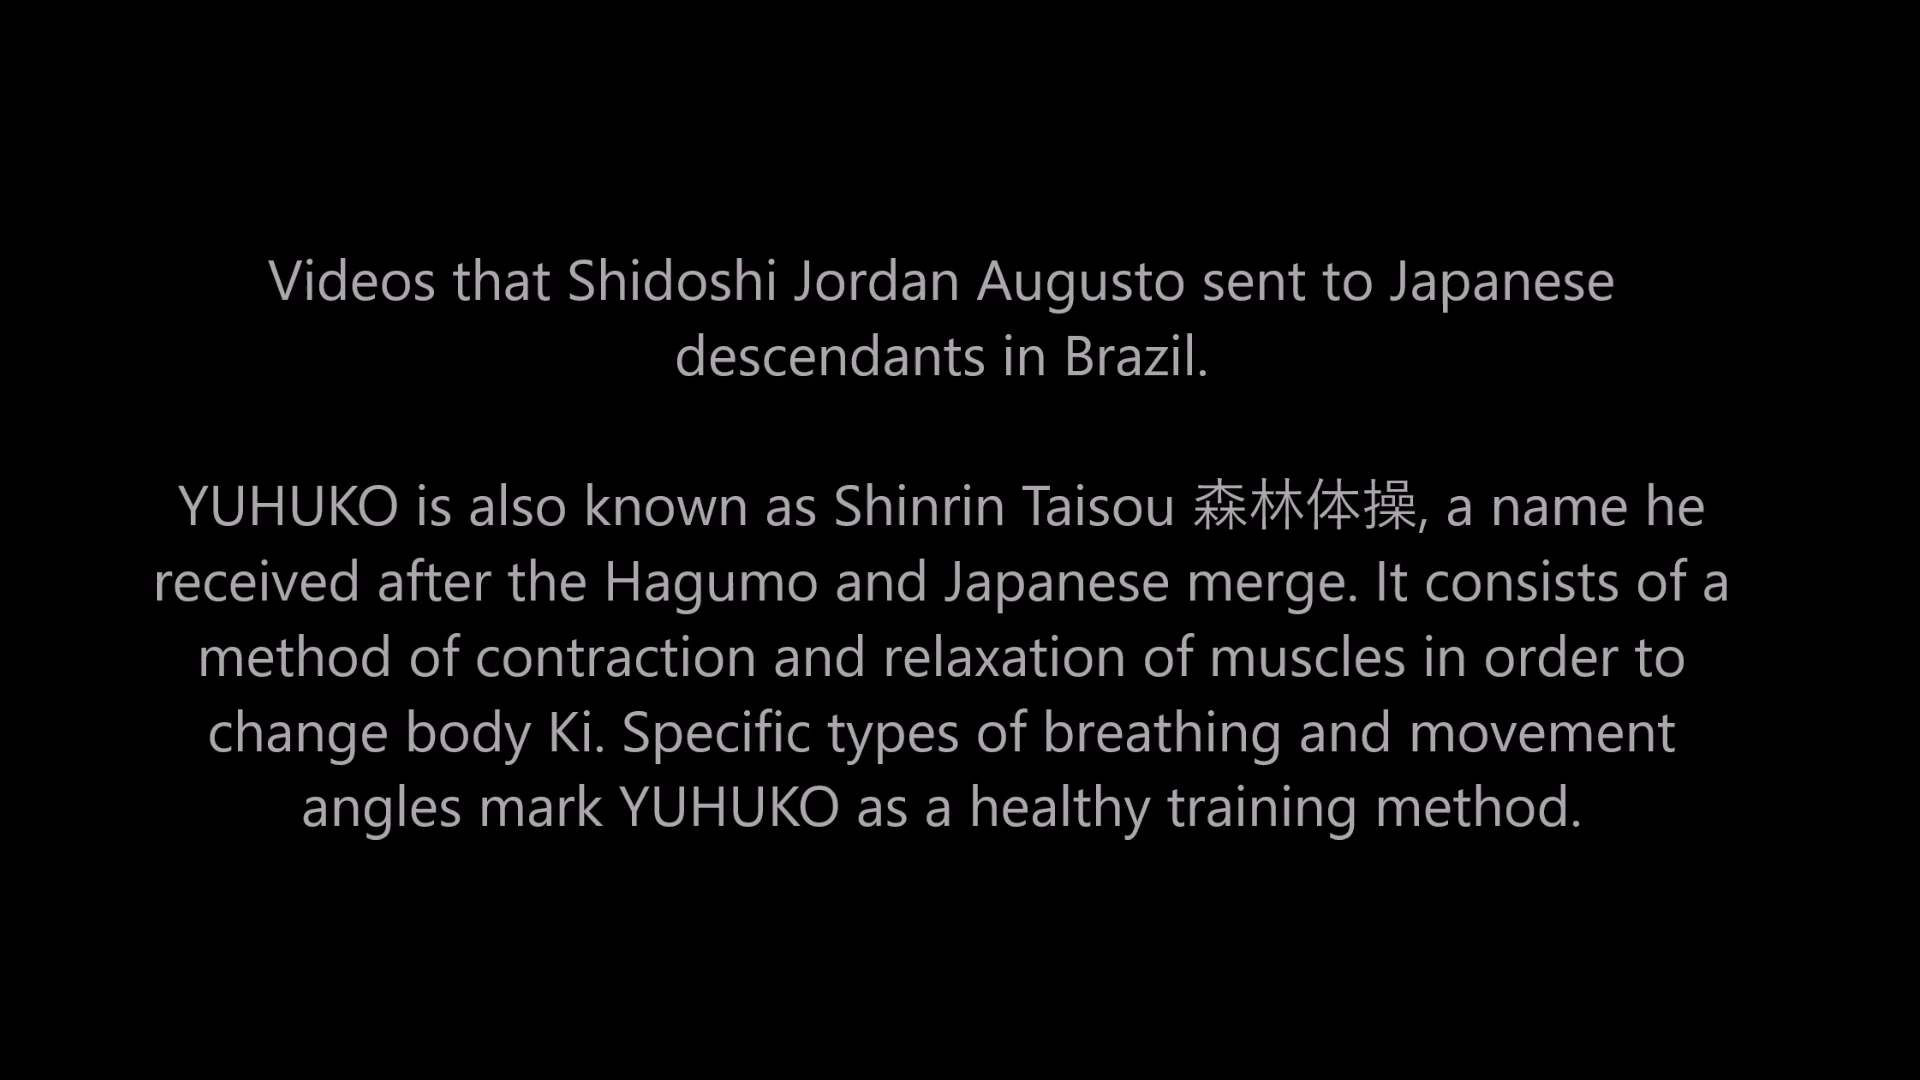 Videos that Shidoshi Jordan Augusto sent to Japanese
descendants in Brazil.
YUHUKO is also known as Shinrin Taisou 森林体操, a name he
received after the Hagumo and Japanese merge. It consists of a
method of contraction and relaxation of muscles in order to
change body Ki. Specific types of breathing and movement
angles mark YUHUKO as a healthy training method.